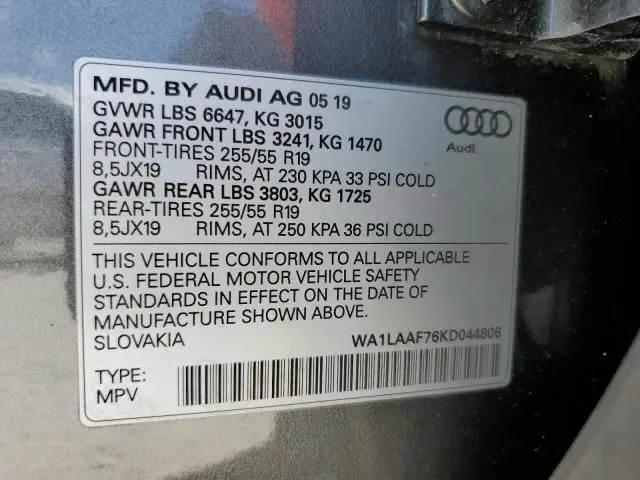 MFD. BY AUDI AG 05 19
GVWR LBS 6647, KG 3015
GAWR FRONT LBS 3241, KG 1470
FRONT-TIRES 255/55 R19
8,5JX19 RIMS, AT 230 KPA 33 PSI COLD
GAWR REAR LBS 3803, KG 1725
REAR-TIRES 255/55 R19
8,5JX19 RIMS, AT 250 KPA 36 PSI COLD
Audi
THIS VEHICLE CONFORMS TO ALL APPLICABLE
U.S. FEDERAL MOTOR VEHICLE SAFETY
STANDARDS IN EFFECT ON THE DATE OF
MANUFACTURE SHOWN ABOVE.
SLOVAKIA WA1LAAF76KD044806
TYPE:
MPV